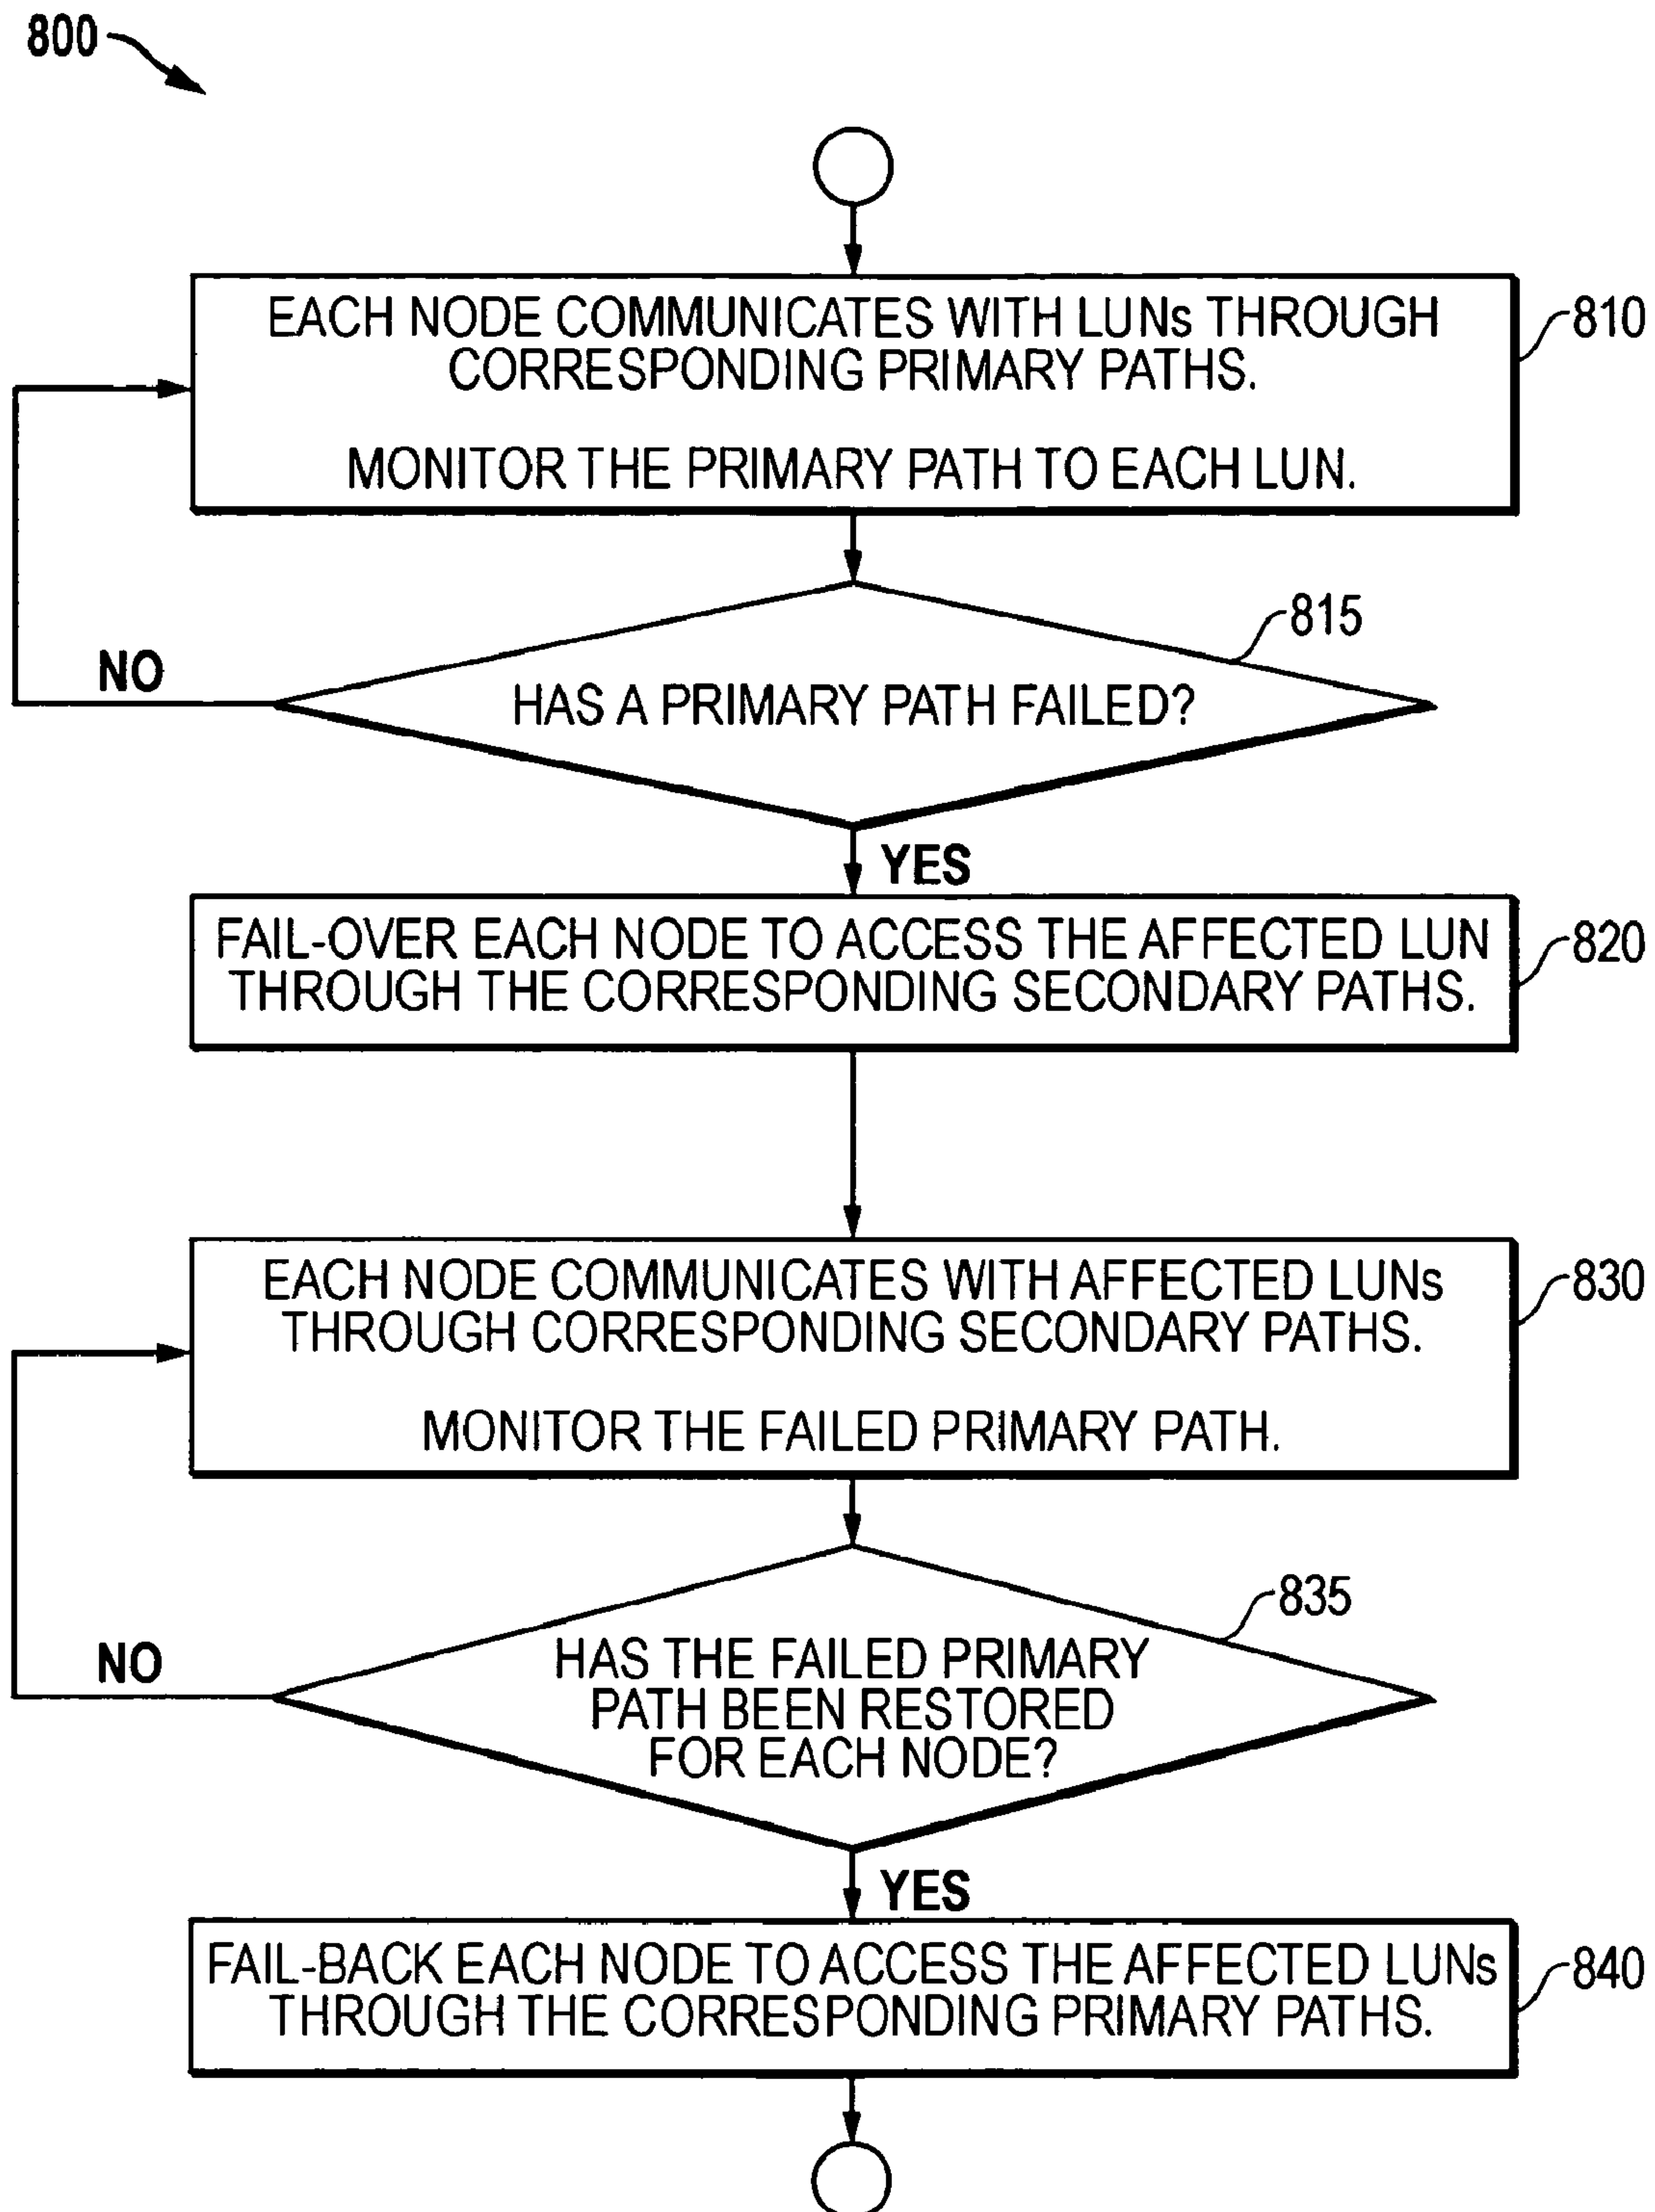 800
EACH NODE COMMUNICATES WITH LUNs THROUGH
CORRESPONDING PRIMARY PATHS.
MONITOR THE PRIMARY PATH TO EACH LUN.
810
815
NO
HAS A PRIMARY PATH FAILED?
YES
FAIL-OVER EACH NODE TO ACCESS THE AFFECTED LUN
THROUGH THE CORRESPONDING SECONDARY PATHS.
820
EACH NODE COMMUNICATES WITH AFFECTED LUNs
THROUGH CORRESPONDING SECONDARY PATHS.
MONITOR THE FAILED PRIMARY PATH.
830
835
NO
HAS THE FAILED PRIMARY
PATH BEEN RESTORED
FOR EACH NODE?
YES
FAIL-BACK EACH NODE TO ACCESS THE AFFECTED LUNs
THROUGH THE CORRESPONDING PRIMARY PATHS.
840